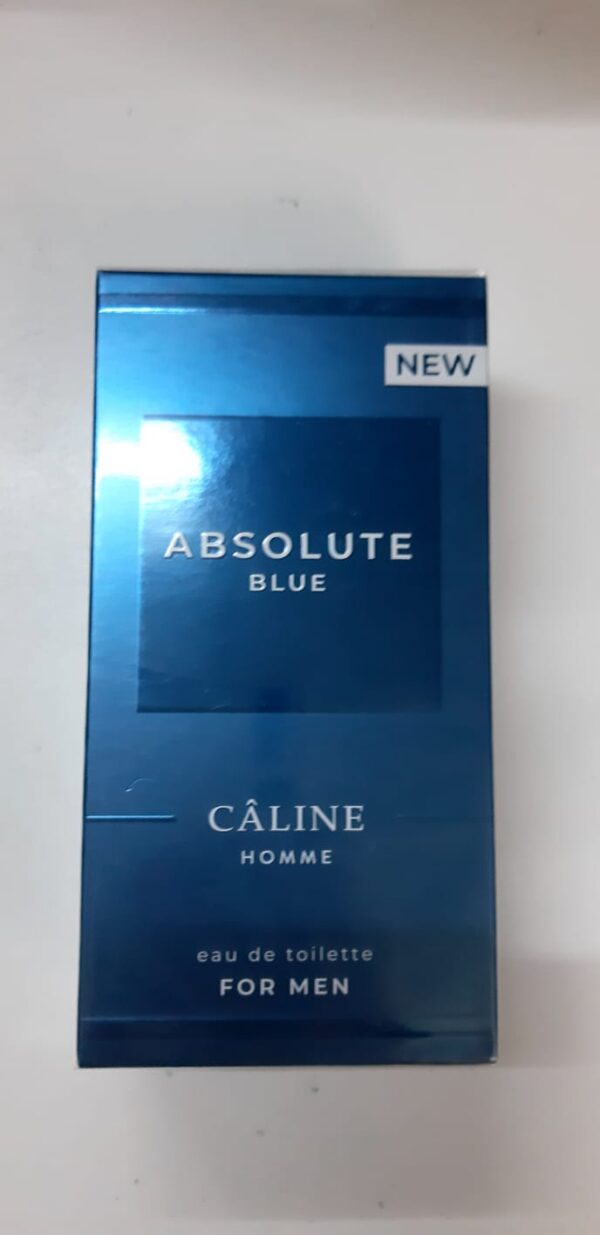 NEW
ABSOLUTE
BLUE
CÂLINE
HOMME
eau de toilette
FOR MEN